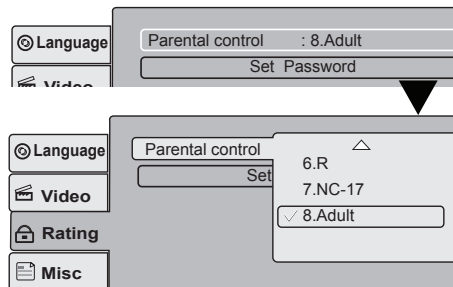 Language
Parental control : 8.Adult
Set Password
Video
Language
Parental control
6.R
Set
7.NC-17
Video
8.Adult
Rating
Misc